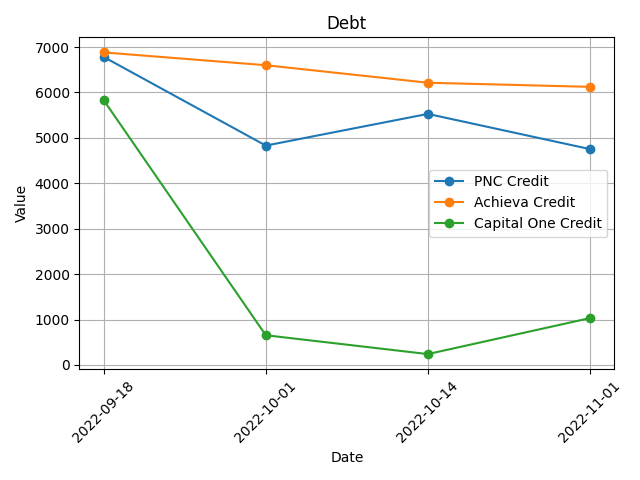 Debt
Value
7000
6000
5000
4000
3000
2000
1000
0
PNC Credit
Achieva Credit
Capital One Credit
2022-09-18
2022-10-01
2022-10-14
2022-11-01
Date